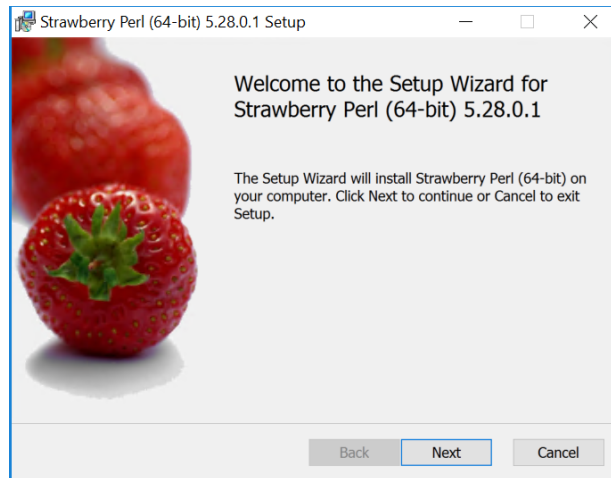 Strawberry Perl (64-bit) 5.28.0.1 Setup
Welcome to the Setup Wizard for
Strawberry Perl (64-bit) 5.28.0.1
The Setup Wizard will install Strawberry Perl (64-bit) on
your computer. Click Next to continue or Cancel to exit
Setup.
Back Next Cancel